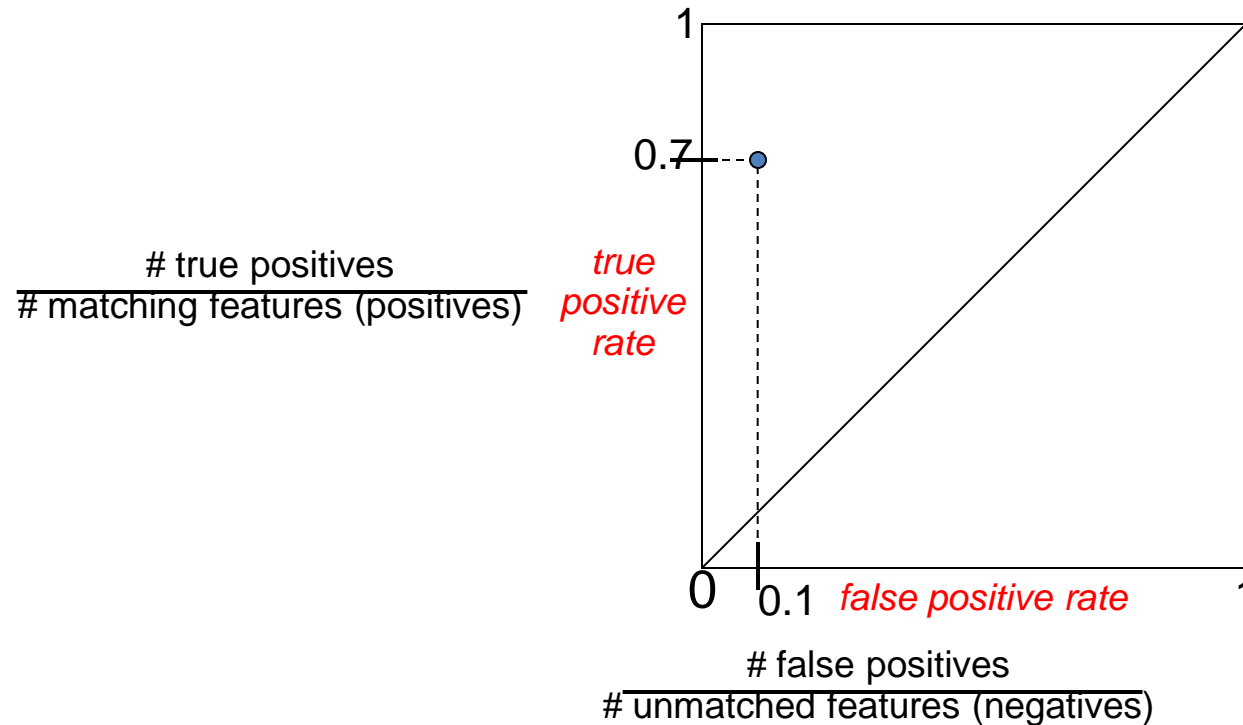 1
0.7
# true positives
# matching features (positives)
true
positive
rate
0
0.1
false positive rate
1
# false positives
# unmatched features (negatives)